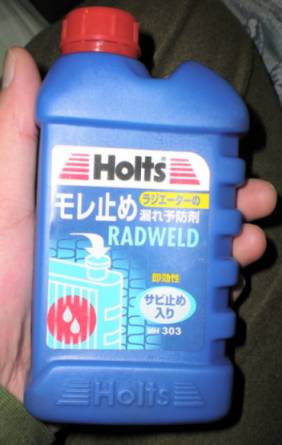 Holts
モレ止め
ラジエーターの
漏れ予防剤
RADWELD
即効性
サビ止め
入り
MH 303
Holts